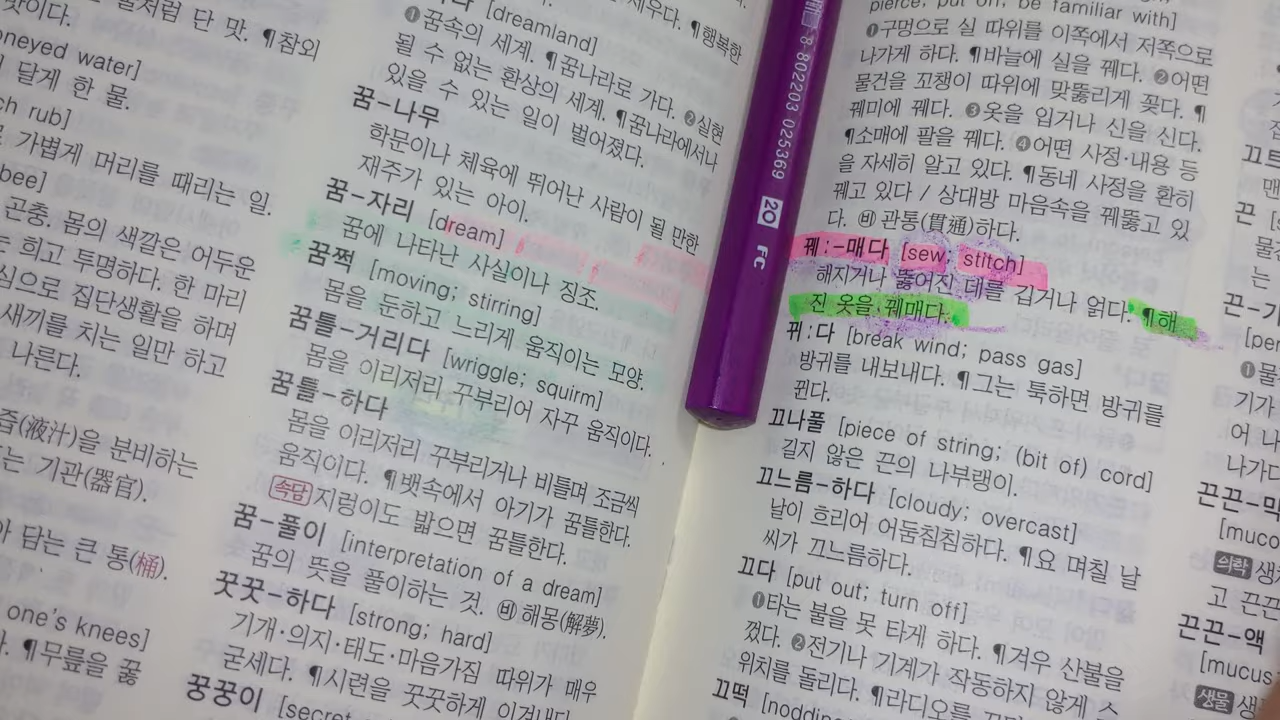 맛이다.
처럼 단 맛. ¶참외
oneyed water]
달게 한 물.
rub]
가볍게 머리를 때리는 일.
bee]
곤충. 몸의 색깔은 어두운
희고 투명하다. 한 마리
심으로 집단생활을 하며
새끼를 치는 일만 하고
나른다.
즙(液汁)을 분비하는
기관(器官).
담는 큰 통(桶).
one's knees]
¶무릎을 꿇
[dreamland]
❶꿈속의 세계. ¶꿈나라로 가다. ❷실현
될 수 없는 환상의 세계. ¶꿈나라에서나
있을 수 있는 일이 벌어졌다.
꿈-나무
학문이나 체육에 뛰어난 사람이 될 만한
재주가 있는 아이.
꿈-자리 [dream]
꿈에 나타난 사실이나 징조.
꿈쩍 [moving; stirring]
몸을 둔하고 느리게 움직이는 모양.
꿈틀-거리다 [wriggle; squirm]
몸을 이리저리 꾸부리어 자꾸 움직이다.
꿈틀-하다
몸을 이리저리 꾸부리거나 비틀며 조금씩
움직이다. ¶뱃속에서 아기가 꿈틀한다.
속담 지렁이도 밟으면 꿈틀한다.
꿈-풀이 [interpretation of a dream]
꿈의 뜻을 풀이하는 것. ㉥해몽(解夢).
꿋꿋-하다 [strong; hard]
기개·의지·태도·마음가짐 따위가 매우
굳세다. ¶시련을 꿋꿋하게 이겨내다.
꿍꿍이 [secret
8 802203 025369 20 FC
pierce; put on; be familiar with]
❶구멍으로 실 따위를 이쪽에서 저쪽으로
나가게 하다. ¶바늘에 실을 꿰다. ❷어떤
물건을 꼬챙이 따위에 맞뚫리게 꽂다. ¶
꿰미에 꿰다. ❸옷을 입거나 신을 신다.
¶소매에 팔을 꿰다. ❹어떤 사정·내용 등
을 자세히 알고 있다. ¶동네 사정을 환히
꿰고 있다 / 상대방 마음속을 꿰뚫고 있
다. ㉥관통(貫通)하다.
꿰:-매다 [sew; stitch]
해지거나 뚫어진 데를 깁거나 얽다. ¶해
진 옷을 꿰매다.
뀌:다 [break wind; pass gas]
방귀를 내보내다. ¶그는 툭하면 방귀를
뀐다.
끄나풀 [piece of string; (bit of) cord]
길지 않은 끈의 나부랭이.
끄느름-하다 [cloudy; overcast]
날이 흐리어 어둠침침하다. ¶요 며칠 날
씨가 끄느름하다.
끄다 [put out; turn off]
❶타는 불을 못 타게 하다. ¶겨우 산불을
껐다. ❷전기나 기계가 작동하지 않게 스
위치를 돌리다. ¶라디오를
끄떡
끈
는
❶
기가
어 나
나가다
끈끈-막
[muco
의학 생
고 끈끈
끈끈-액
[mucus
생물 생